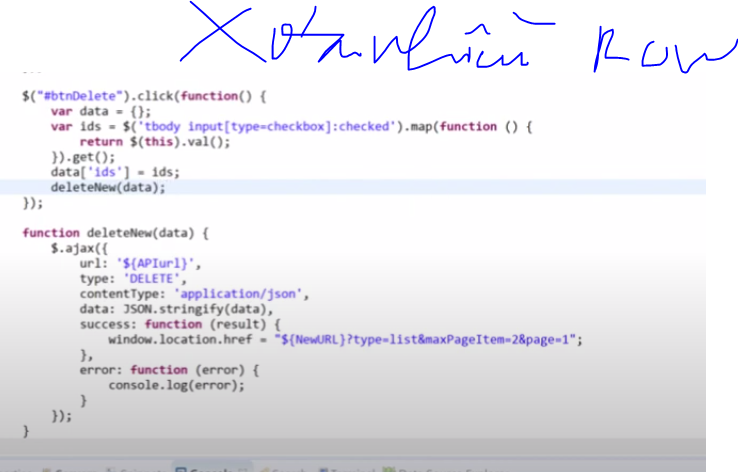 Xóa nhiều row
$("#btnDelete").click(function() {
var data = {};
var ids = $('tbody input[type=checkbox]:checked').map(function () {
return $(this).val();
}).get();
data['ids'] = ids;
deleteNew(data);
});
function deleteNew(data) {
$.ajax({
url: '${APIurl}',
type: 'DELETE',
contentType: 'application/json',
data: JSON.stringify(data),
success: function (result) {
window.location.href = "${NewURL}?type=list&maxPageItem=2&page=1";
},
error: function (error) {
console.log(error);
}
});
}